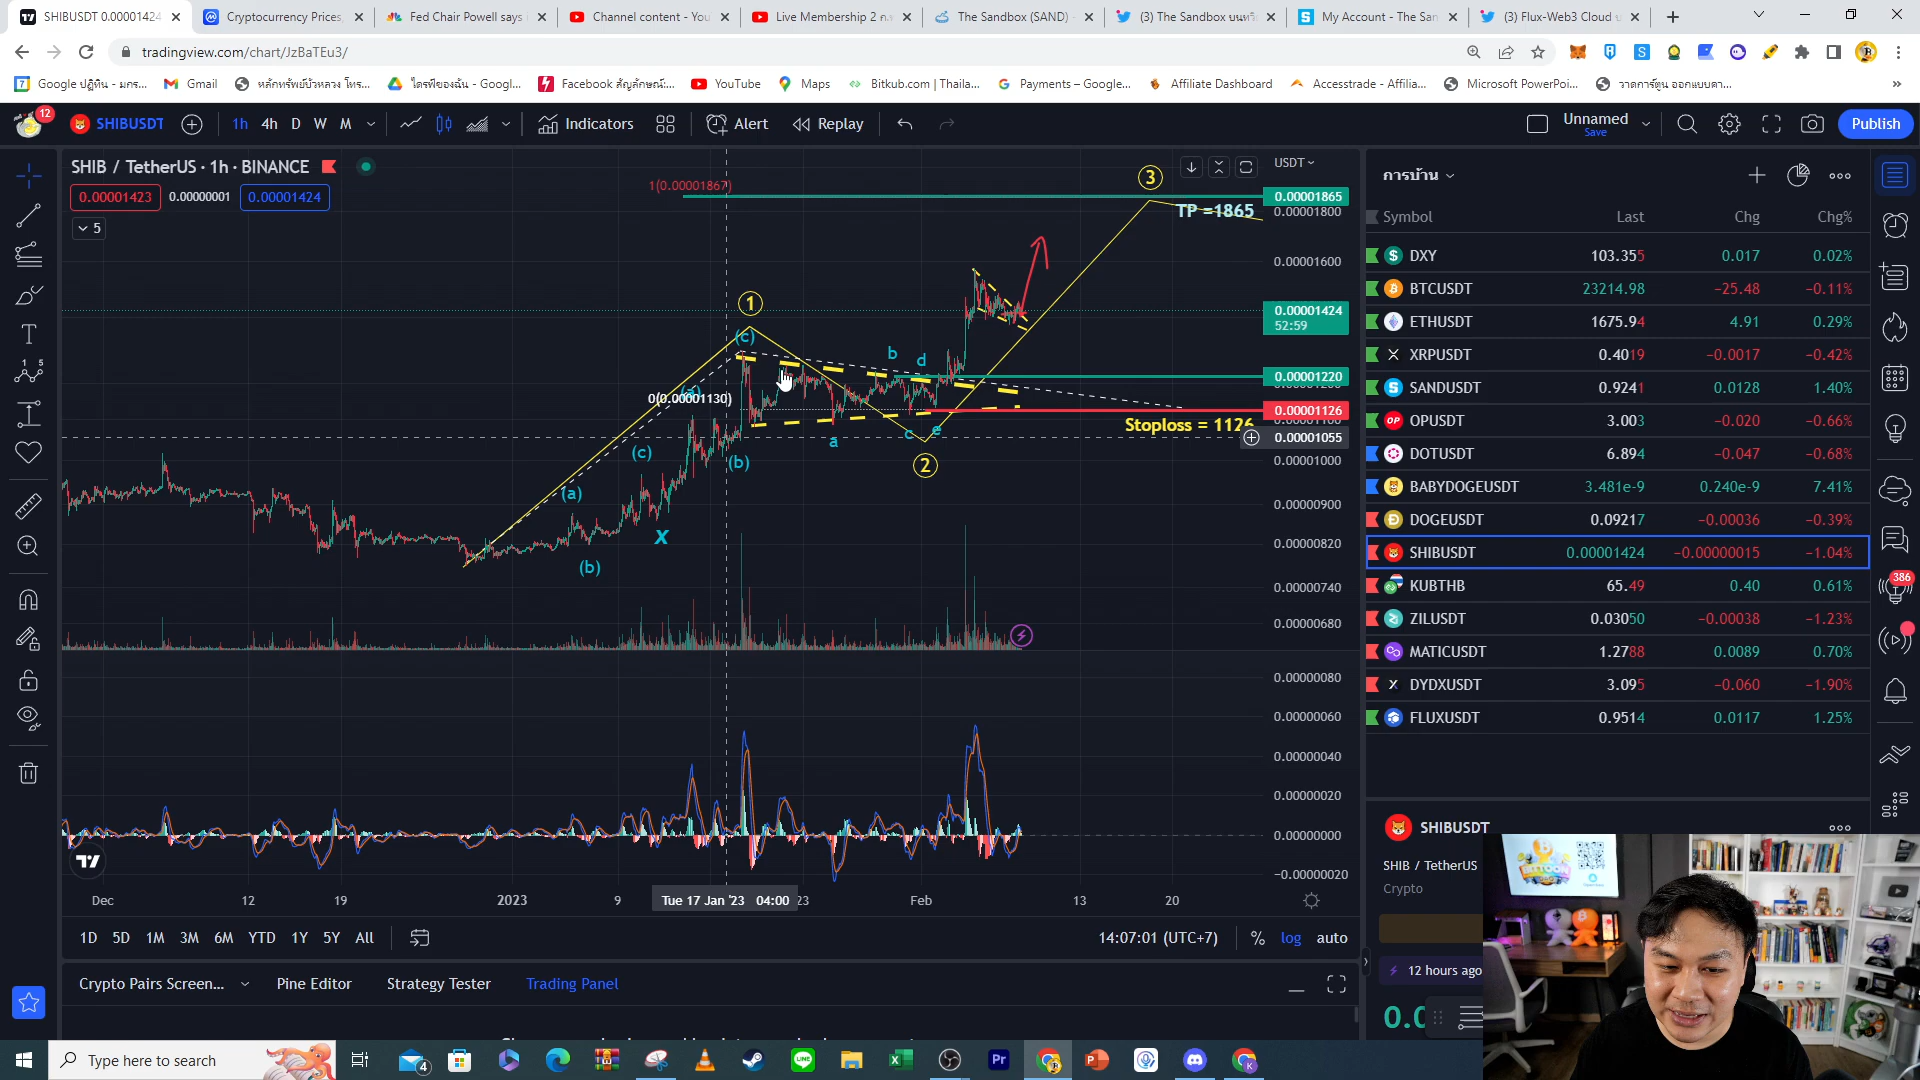 SHIBUSDT 0.00001424
Cryptocurrency Prices,
Fed Chair Powell says
Channel content - You
Live Membership 2
The Sandbox (SAND)
(3) The Sandbox บนทวิ
My Account - The San
(3) Flux-Web3 Cloud
tradingview.com/chart/JzBaTEu3/
Google ปฏิทิน - มกร...
Gmail
หลักทรัพย์บัวหลวง โทร...
ไดรฟ์ของฉัน - Googl...
Facebook สัญลักษณ์:...
YouTube
Maps
Bitkub.com | Thaila...
Payments – Google...
Affiliate Dashboard
Accesstrade - Affilia...
Microsoft PowerPoi...
วาดการ์ตูน ออกแบบตา...
12
SHIBUSDT
1h 4h D W M
Indicators
Alert
Replay
Unnamed
Save
Publish
SHIB / TetherUS · 1h · BINANCE
0.00001423
0.00000001
0.00001424
5
USDT
1(0.00001867)
3
TP =1865
0.00001865
0.00001800
0.00001600
0.00001424
52:59
1
(c)
b
d
0.00001220
(a)
0(0.00001130)
0.00001126
Stoploss = 1126
0.00001055
a
c
e
2
(c)
(b)
(a)
X
(b)
0.00001000
0.00000900
0.00000820
0.00000740
0.00000680
0.00000080
0.00000060
0.00000040
0.00000020
0.00000000
−0.00000020
Dec 12 19 2023 9 Tue 17 Jan '23 04:00 23 Feb 13 20
1D 5D 1M 3M 6M YTD 1Y 5Y All
14:07:01 (UTC+7)
% log auto
Crypto Pairs Screen...
Pine Editor
Strategy Tester
Trading Panel
การบ้าน
Symbol Last Chg Chg%
DXY 103.355 0.017 0.02%
BTCUSDT 23214.98 −25.48 −0.11%
ETHUSDT 1675.94 4.91 0.29%
XRPUSDT 0.4019 −0.0017 −0.42%
SANDUSDT 0.9241 0.0128 1.40%
OPUSDT 3.003 −0.020 −0.66%
DOTUSDT 6.894 −0.047 −0.68%
BABYDOGEUSDT 3.481e-9 0.240e-9 7.41%
DOGEUSDT 0.09217 −0.00036 −0.39%
SHIBUSDT 0.00001424 −0.00000015 −1.04%
KUBTHB 65.49 0.40 0.61%
ZILUSDT 0.03050 −0.00038 −1.23%
MATICUSDT 1.2788 0.0089 0.70%
DYDXUSDT 3.095 −0.060 −1.90%
FLUXUSDT 0.9514 0.0117 1.25%
386
SHIBUSDT
SHIB / TetherUS
Crypto
12 hours ago
0.0
Type here to search
4